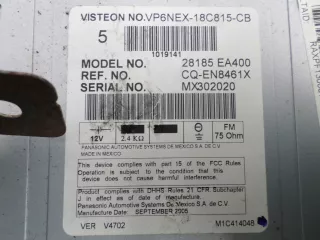 VISTEON NO.VP6NEX-18C815-CB
5
1019141
MODEL NO. 28185 EA400
REF. NO. CQ-EN8461X
SERIAL NO. MX302020
12V 2.4 KΩ FM 75 Ohm
PANASONIC AUTOMOTIVE SYSTEMS DE MEXICO S.A. DE C.V.
MADE IN MEXICO
This device complies with part 15 of the FCC Rules
Operation is subject to the condition that this device
does not cause harmful interference.
Product complies with DHHS Rules 21 CFR Subchapter
J in effect as of date of manufacture.
Panasonic Automotive Systems De Mexico S.A. de C.V
Manufactured Date: SEPTEMBER 2005
VER V4702 M1C41404B